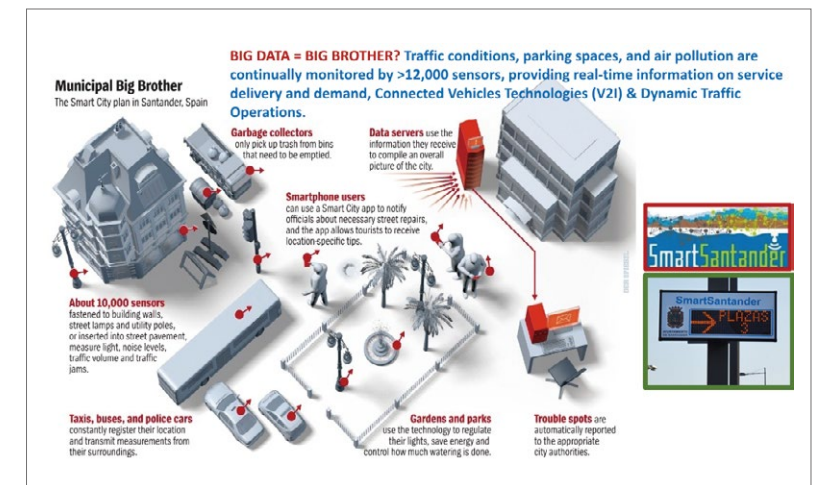 BIG DATA = BIG BROTHER? Traffic conditions, parking spaces, and air pollution are
continually monitored by >12,000 sensors, providing real-time information on service
delivery and demand, Connected Vehicles Technologies (V2I) & Dynamic Traffic
Operations.
Municipal Big Brother
The Smart City plan in Santander, Spain
Garbage collectors
only pick up trash from bins
that need to be emptied.
Data servers use the
information they receive
to compile an overall
picture of the city.
Smartphone users
can use a Smart City app to notify
officials about necessary street repairs,
and the app allows tourists to receive
location-specific tips.
About 10,000 sensors
fastened to building walls,
street lamps and utility poles,
or inserted into street pavement,
measure light, noise levels,
traffic volume and traffic
jams.
Taxis, buses, and police cars
constantly register their location
and transmit measurements from
their surroundings.
Gardens and parks
use the technology to regulate
their lights, save energy and
control how much watering is done.
Trouble spots are
automatically reported
to the appropriate
city authorities.
DER SPIEGEL
SmartSantander
SmartSantander
PLAZAS
3